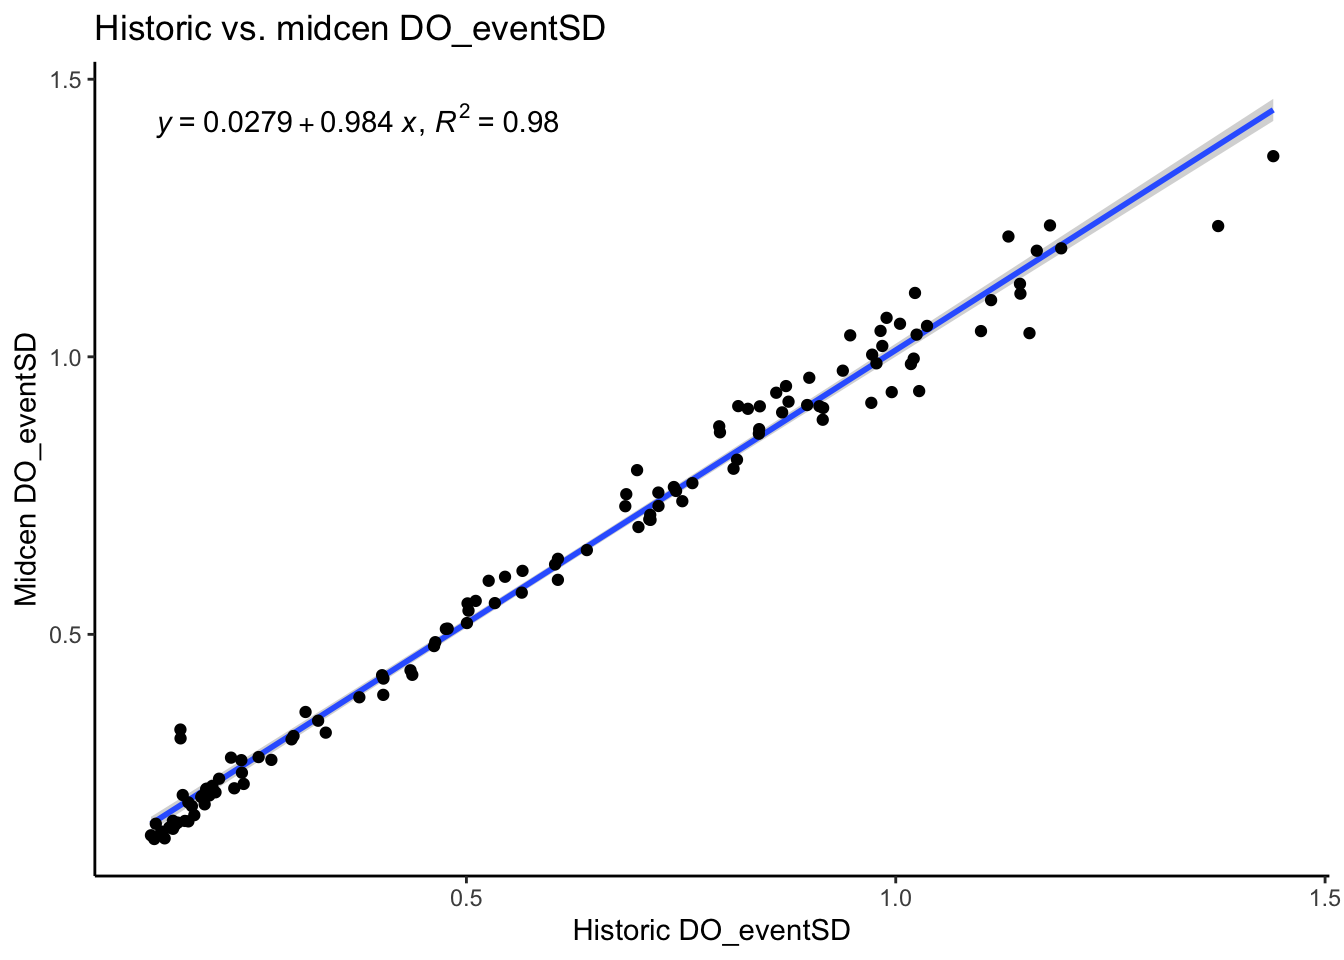 Historic vs. midcen DO_eventSD
1.5
y = 0.0279 + 0.984 x, R² = 0.98
1.0
0.5
Midcen DO_eventSD
0.5 1.0 1.5
Historic DO_eventSD